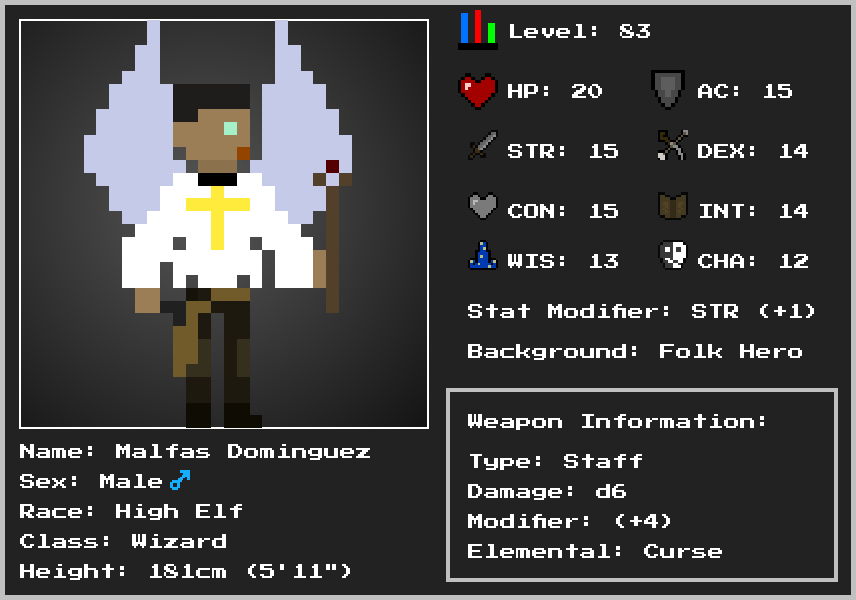 Level: 83
HP: 20
AC: 15
STR: 15
DEX: 14
CON: 15
INT: 14
WIS: 13
CHA: 12
Stat Modifier: STR (+1)
Background: Folk Hero
Weapon Information:
Type: Staff
Damage: d6
Modifier: (+4)
Elemental: Curse
Name: Malfas Dominguez
Sex: Male♂
Race: High Elf
Class: Wizard
Height: 181cm (5'11")